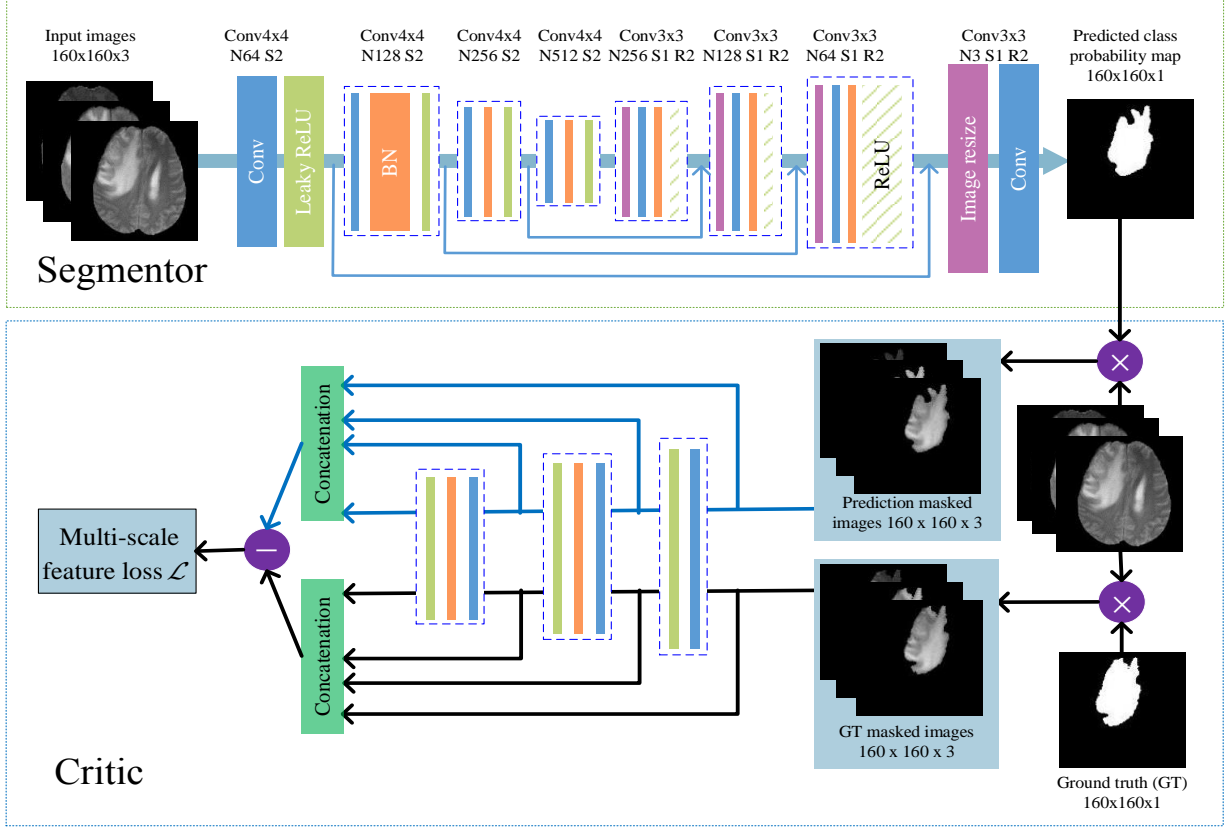 Input images
160x160x3
Conv4x4
N64 S2
Conv4x4
N128 S2
Conv4x4
N256 S2
Conv4x4
N512 S2
Conv3x3
N256 S1 R2
Conv3x3
N128 S1 R2
Conv3x3
N64 S1 R2
Conv3x3
N3 S1 R2
Predicted class
probability map
160x160x1
Conv
Leaky ReLU
BN
ReLU
Image resize
Conv
Segmentor
×
Concatenation
Prediction masked
images 160 x 160 x 3
Multi-scale
feature loss ℒ
—
Concatenation
×
GT masked images
160 x 160 x 3
Critic
Ground truth (GT)
160x160x1